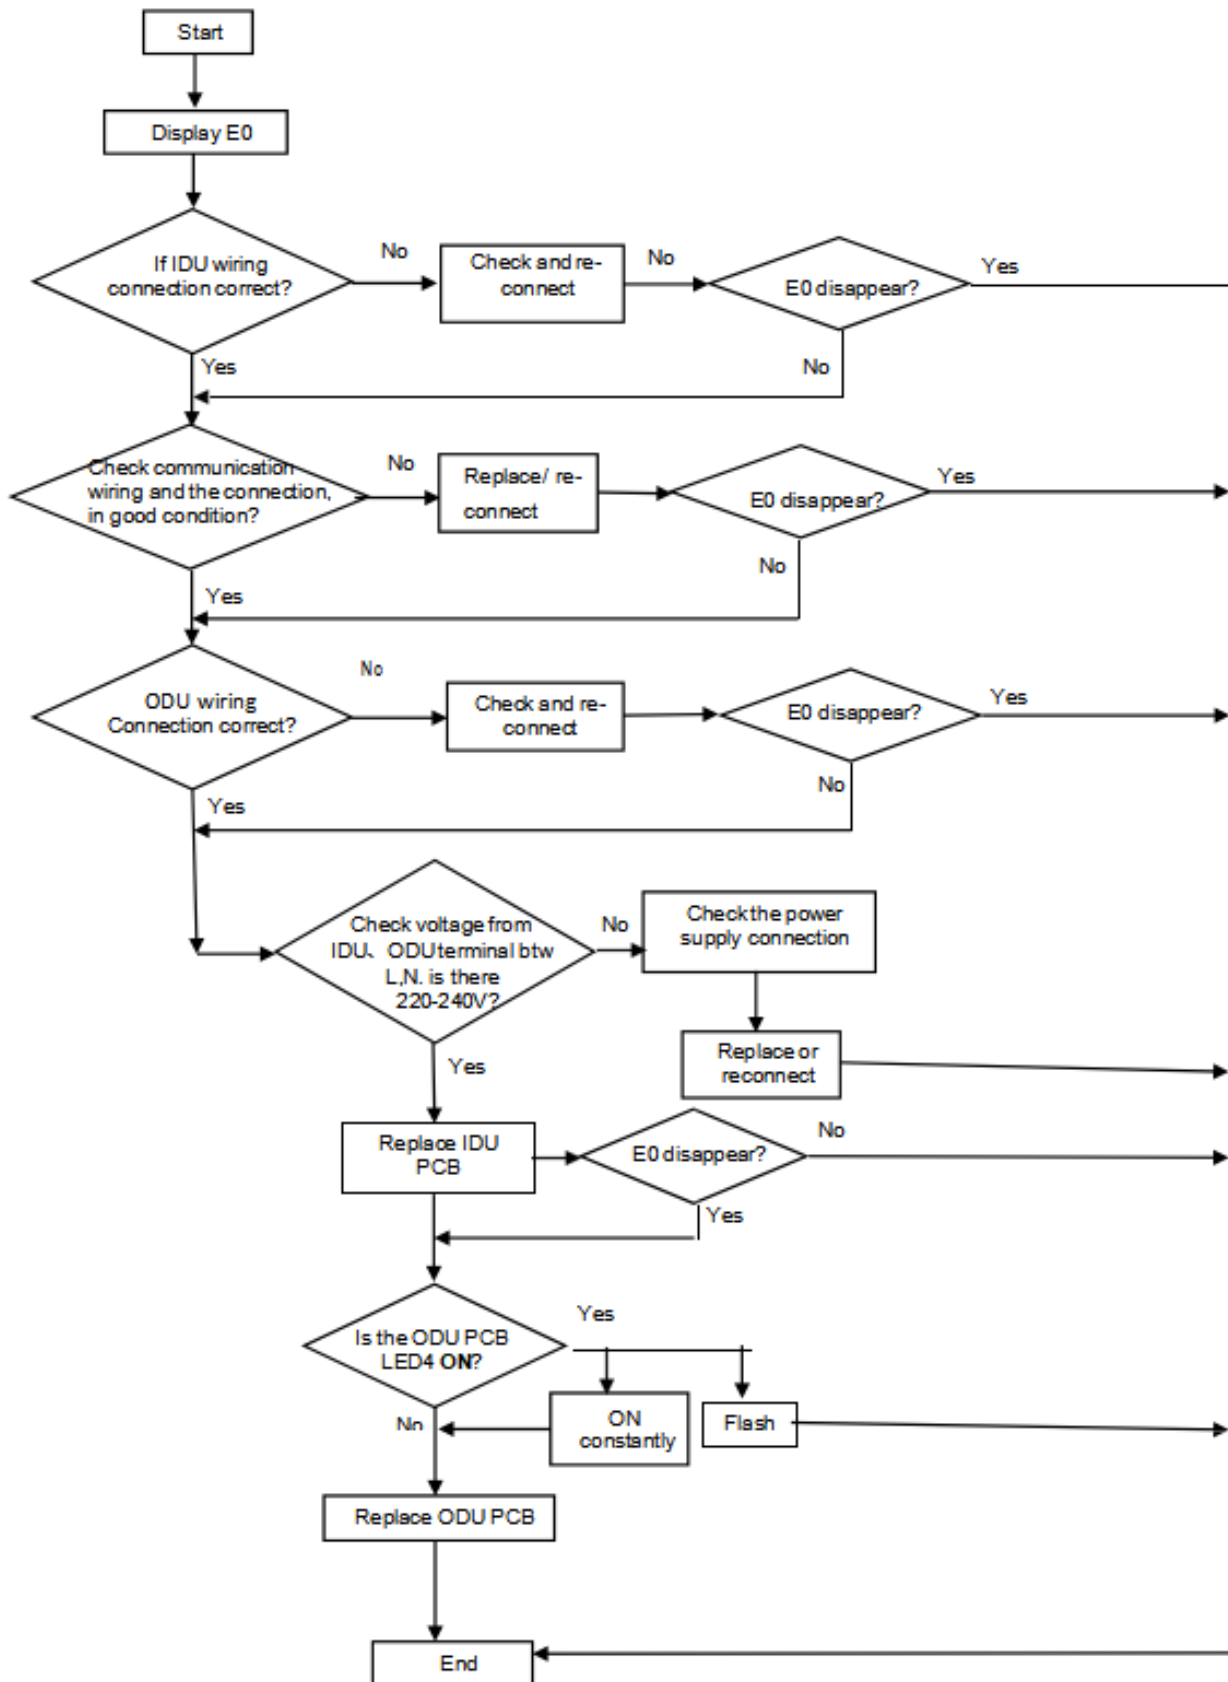 Start
Display E0
If IDU wiring
connection correct?
No
Check and re-
connect
No
E0 disappear?
Yes
Yes
No
Check communication
wiring and the connection,
in good condition?
No
Replace/ re-
connect
E0 disappear?
Yes
No
Yes
ODU wiring
Connection correct?
No
Check and re-
connect
E0 disappear?
Yes
No
Yes
Check voltage from
IDU、ODU terminal btw
L,N. is there
220-240V?
No
Check the power
supply connection
Replace or
reconnect
Yes
Replace IDU
PCB
E0 disappear?
No
Yes
Is the ODU PCB
LED4 ON?
Yes
ON
constantly
Flash
No
Replace ODU PCB
End